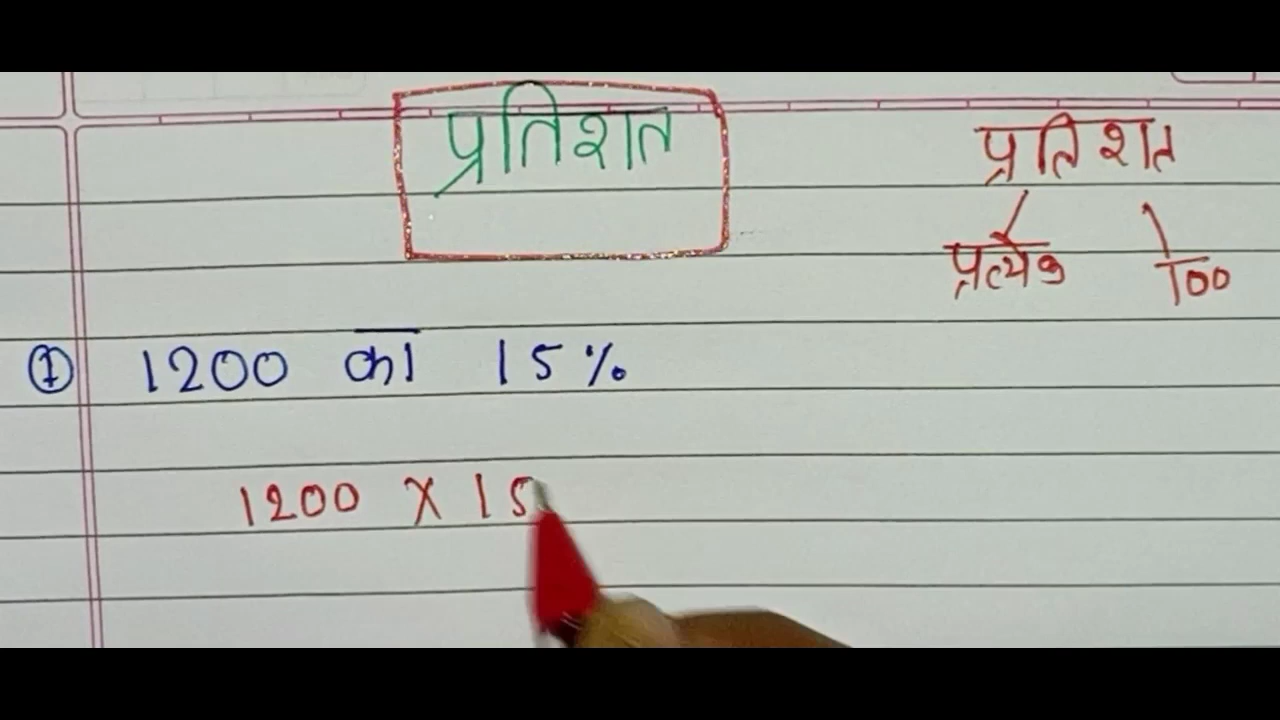 प्रतिशत
प्रतिशत
प्रत्येक 100
① 1200 का 15%
1200 X 15